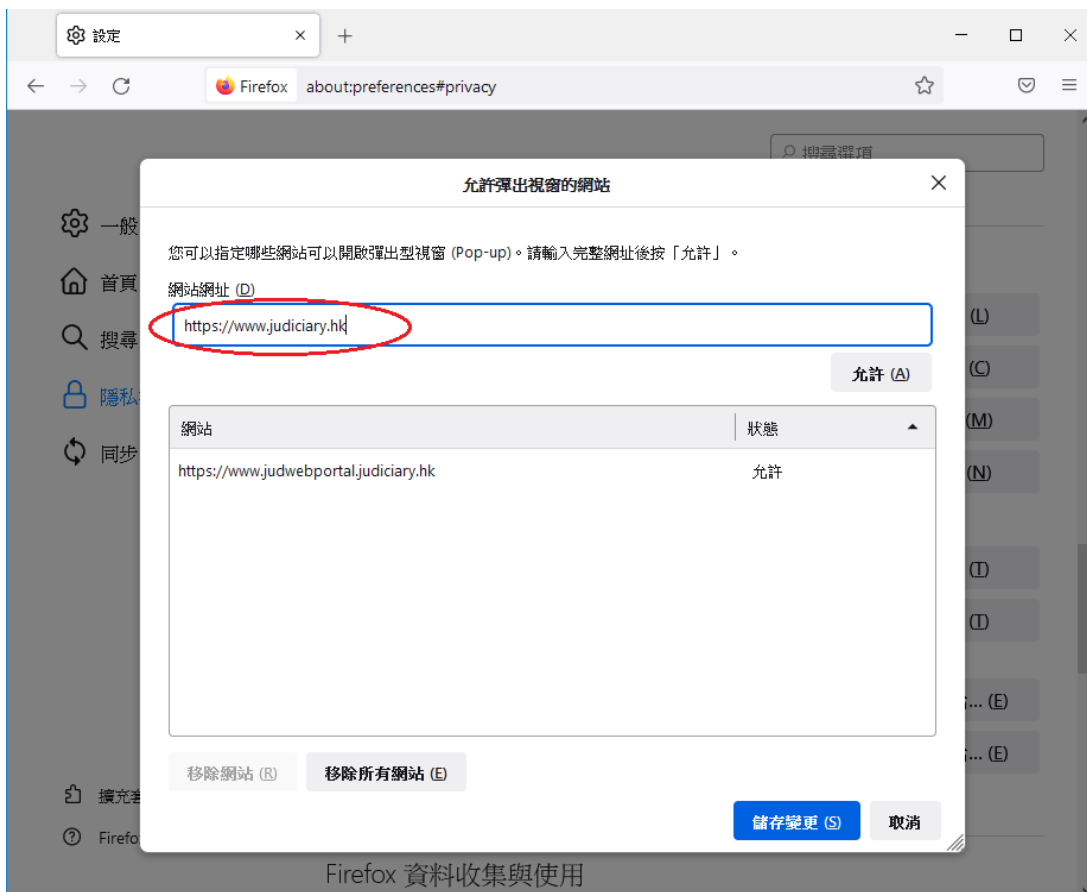 設定
Firefox about:preferences#privacy
搜尋選項
允許彈出視窗的網站
一般
您可以指定哪些網站可以開啟彈出型視窗 (Pop-up)。請輸入完整網址後按「允許」。
首頁
網站網址 (D)
https://www.judiciary.hk
(L)
搜尋
允許 (A)
(C)
隱私
網站 狀態
(M)
同步
https://www.judwebportal.judiciary.hk 允許
(N)
(T)
(T)
... (E)
... (E)
移除網站 (R) 移除所有網站 (E)
擴充套
儲存變更 (S) 取消
Firefo
Firefox 資料收集與使用